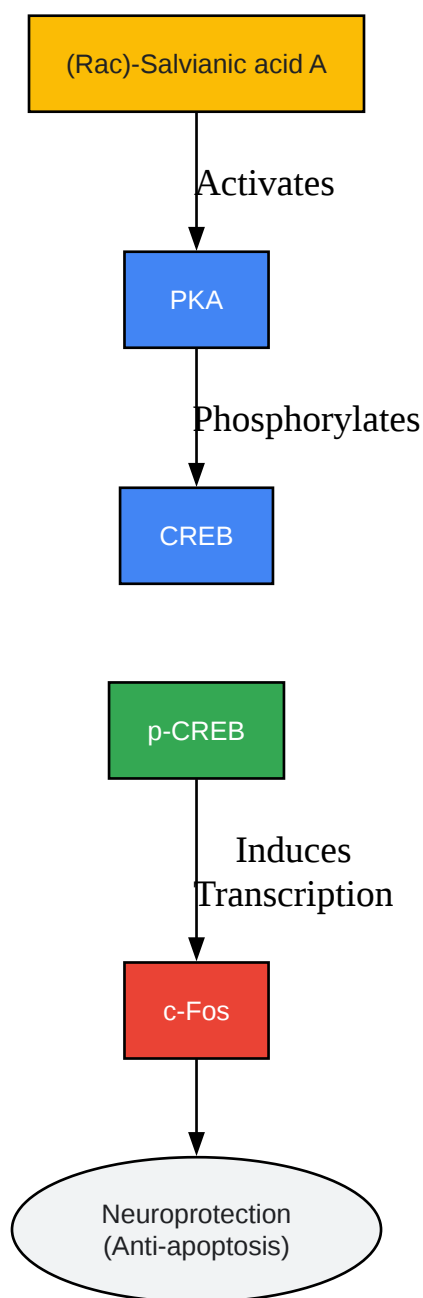 (Rac)-Salvianic acid A
Activates
PKA
Phosphorylates
CREB
p-CREB
Induces
Transcription
c-Fos
Neuroprotection
(Anti-apoptosis)